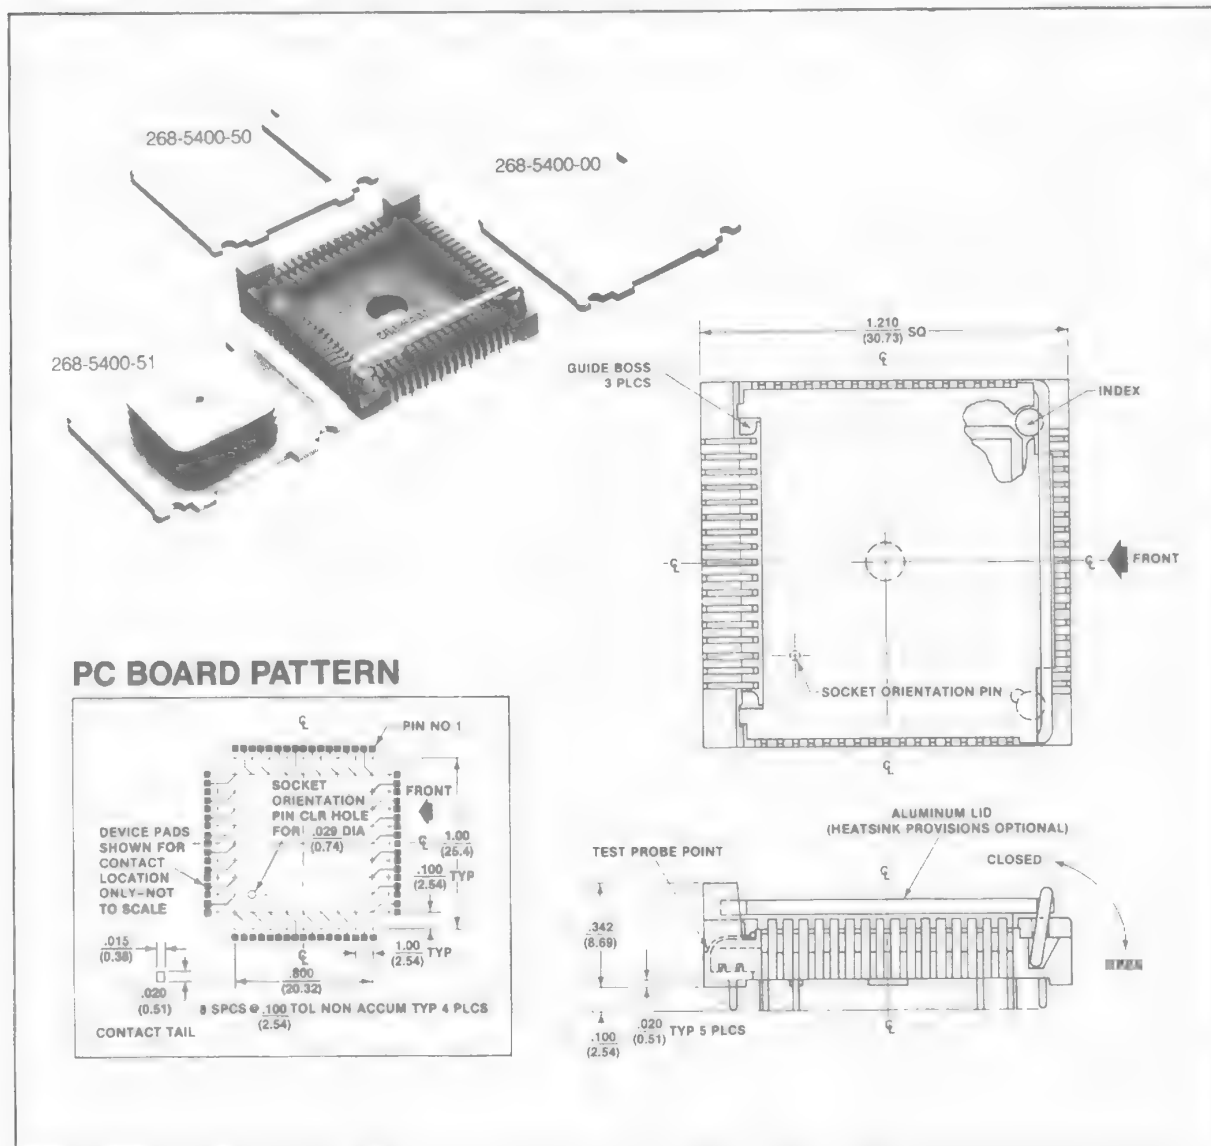 268-5400-50
268-5400-00
268-5400-51
1.210
(30.73) SQ
℄
GUIDE BOSS
3 PLCS
INDEX
℄
℄
FRONT
SOCKET ORIENTATION PIN
℄
PC BOARD PATTERN
℄
PIN NO 1
SOCKET
ORIENTATION
PIN CLR HOLE
FOR .029 DIA
(0.74)
FRONT
DEVICE PADS
SHOWN FOR
CONTACT
LOCATION
ONLY-NOT
TO SCALE
℄
1.00
(25.4)
.100
(2.54) TYP
.015
(0.38)
.020
(0.51)
CONTACT TAIL
℄
1.00
(2.54) TYP
.800
(20.32)
8 SPCS @ .100 TOL NON ACCUM TYP 4 PLCS
(2.54)
ALUMINUM LID
(HEATSINK PROVISIONS OPTIONAL)
TEST PROBE POINT
℄
CLOSED
.342
(8.69)
.100
(2.54)
.020
(0.51) TYP 5 PLCS
℄